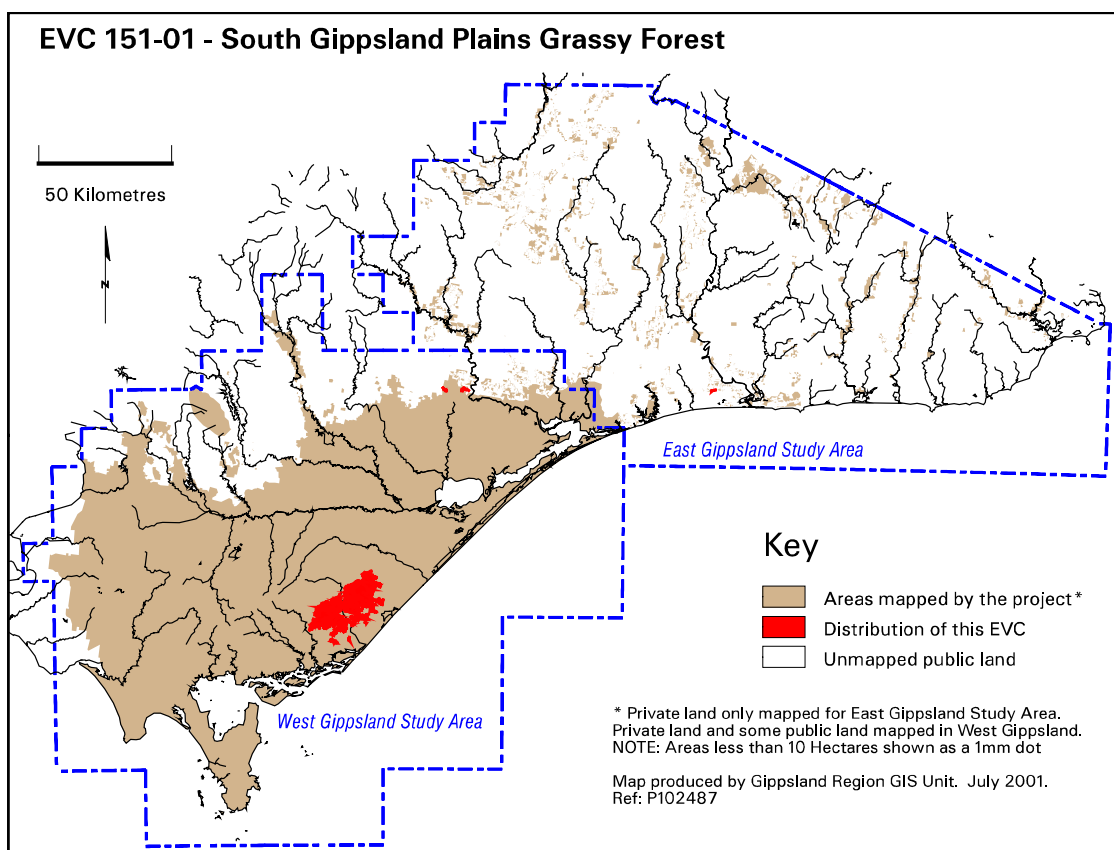 EVC 151-01 - South Gippsland Plains Grassy Forest
50 Kilometres
N
East Gippsland Study Area
West Gippsland Study Area
Key
Areas mapped by the project *
Distribution of this EVC
Unmapped public land
* Private land only mapped for East Gippsland Study Area.
Private land and some public land mapped in West Gippsland.
NOTE: Areas less than 10 Hectares shown as a 1mm dot
Map produced by Gippsland Region GIS Unit. July 2001.
Ref: P102487